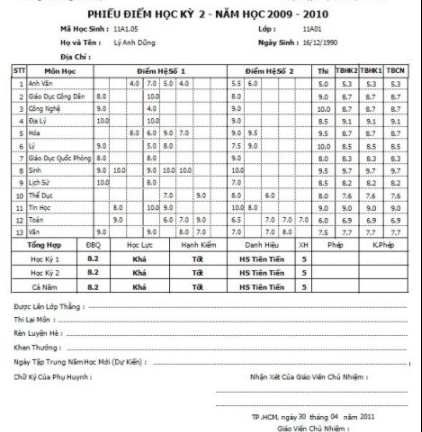 PHIẾU ĐIỂM HỌC KỲ 2 - NĂM HỌC 2009 - 2010
Mã Học Sinh : 11A1.05 Lớp : 11A01
Họ và Tên : Lý Anh Dũng Ngày Sinh : 16/12/1990
Địa Chỉ :
STT Môn Học Điểm Hệ Số 1 Điểm Hệ Số 2 Thi TBHK2 TBHK1 TBCN
1 Anh Văn 4.0 7.0 5.0 4.0 5.5 6.0 5.0 5.3 5.3 5.3
2 Giáo Dục Công Dân 8.0 10.0 8.0 9.0 8.7 8.7 8.7
3 Công Nghệ 9.0 4.0 9.0 10.0 8.7 8.7 8.7
4 Địa Lý 10.0 10.0 9.0 8.5 9.1 9.1 9.1
5 Hóa 8.0 6.0 9.0 7.0 9.0 9.5 9.5 8.7 8.7 8.7
6 Lý 9.0 5.0 8.0 7.5 9.0 10.0 8.5 8.5 8.5
7 Giáo Dục Quốc Phòng 8.0 8.0 9.0 8.0 8.3 8.3 8.3
8 Sinh 9.0 10.0 9.0 10.0 10.0 10.0 9.5 9.7 9.7 9.7
9 Lịch Sử 10.0 8.0 7.0 8.5 8.2 8.2 8.2
10 Thể Dục 7.0 9.0 8.0 6.0 8.0 7.6 7.6 7.6
11 Tin Học 8.0 10.0 9.0 8.0 9.0 9.0 9.0 9.0
12 Toán 9.0 6.0 7.0 9.0 6.5 7.0 7.0 7.0 6.0 6.9 6.9 6.9
13 Văn 9.0 9.0 8.0 7.0 7.0 7.0 8.0 7.5 7.7 7.7 7.7
Tổng Hợp ĐBQ Học Lực Hạnh Kiểm Danh Hiệu XH Phép K.Phép
Học Kỳ 1 8.2 Khá Tốt HS Tiên Tiến 5
Học Kỳ 2 8.2 Khá Tốt HS Tiên Tiến 5
Cả Năm 8.2 Khá Tốt HS Tiên Tiến 5
Được Lên Lớp Thẳng :
Thi Lại Môn :
Rèn Luyện Hè :
Khen Thưởng :
Ngày Tập Trung Năm Học Mới (Dự Kiến) :
Chữ Ký Của Phụ Huynh : Nhận Xét Của Giáo Viên Chủ Nhiệm :
TP.HCM, ngày 30 tháng 04 năm 2011
Giáo Viên Chủ Nhiệm :